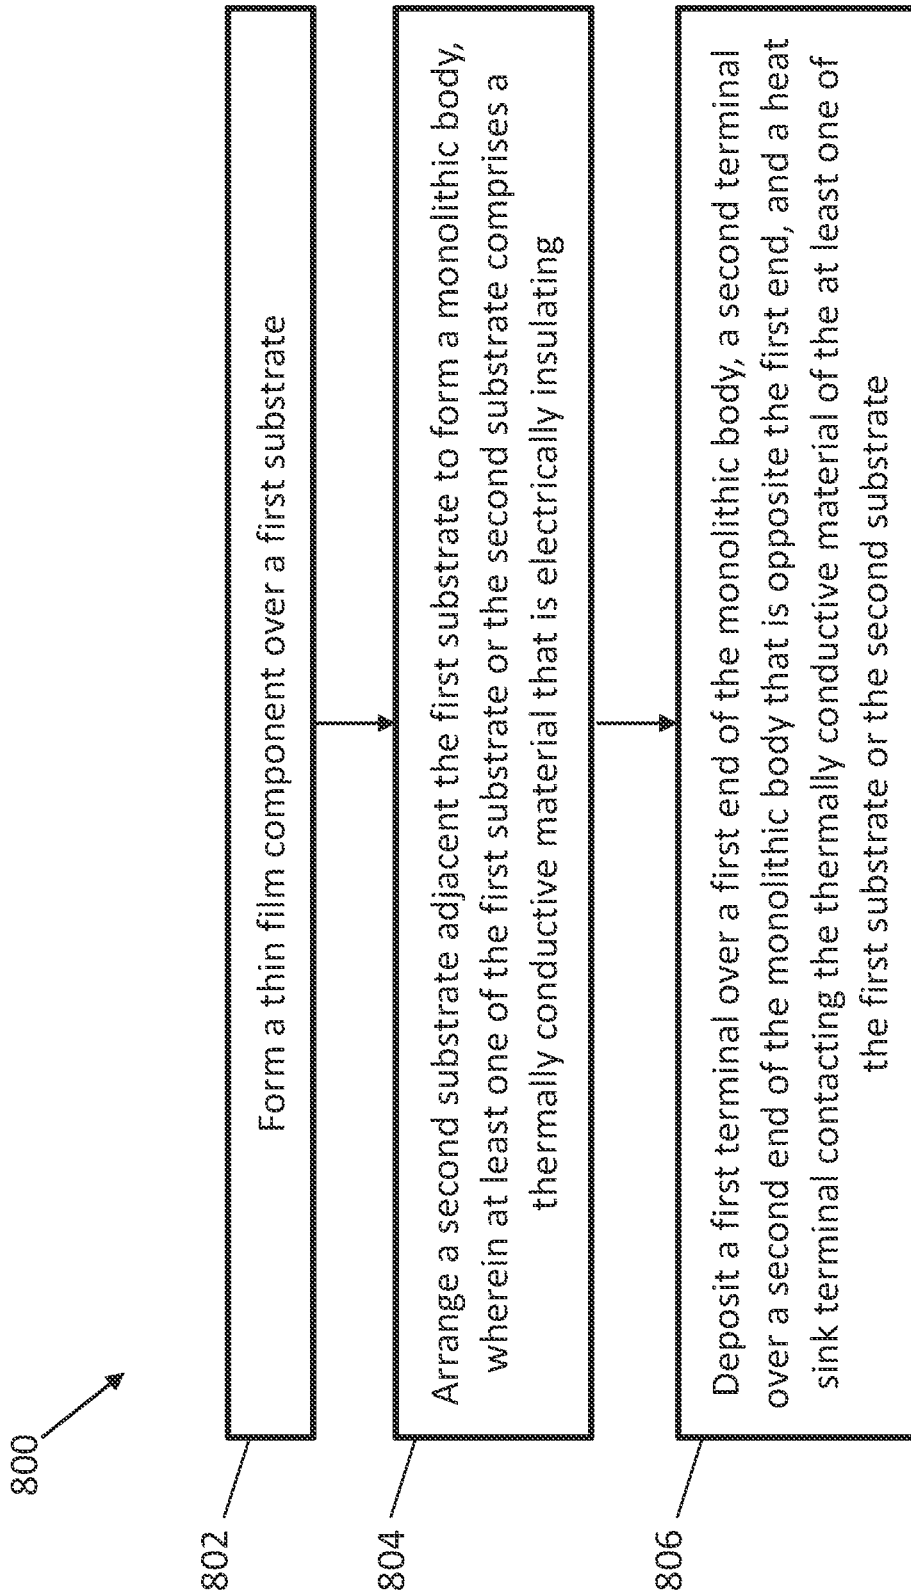 800
802
Form a thin film component over a first substrate
804
Arrange a second substrate adjacent the first substrate to form a monolithic body,
wherein at least one of the first substrate or the second substrate comprises a
thermally conductive material that is electrically insulating
806
Deposit a first terminal over a first end of the monolithic body, a second terminal
over a second end of the monolithic body that is opposite the first end, and a heat
sink terminal contacting the thermally conductive material of the at least one of
the first substrate or the second substrate